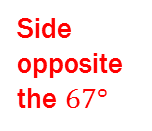 Side
opposite
the 67°